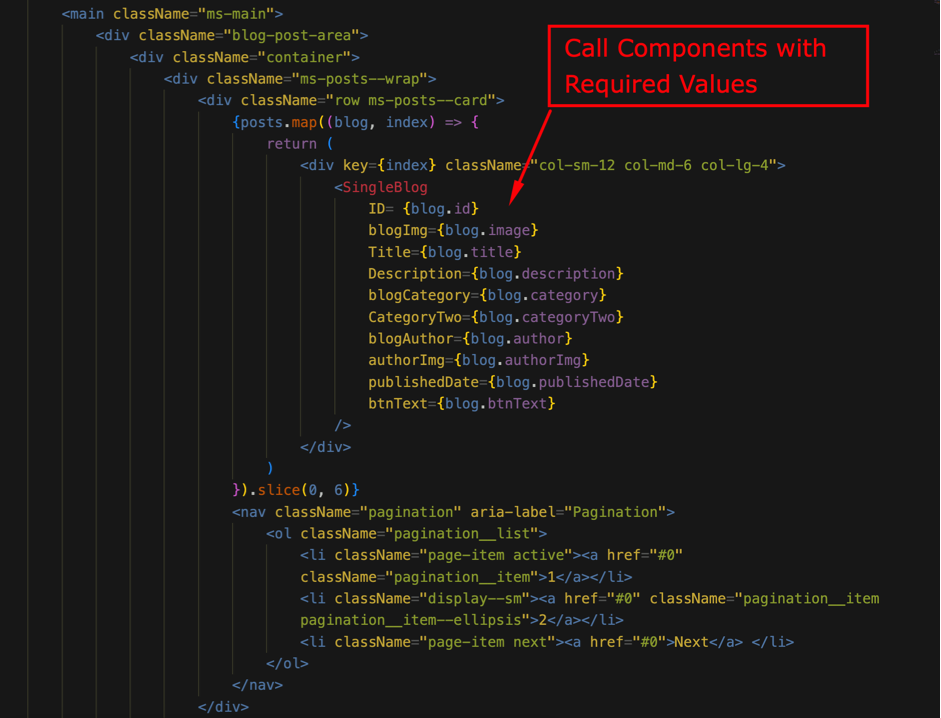 <main className="ms-main">
<div className="blog-post-area">
<div className="container">
<div className="ms-posts--wrap">
<div className="row ms-posts--card">
{posts.map((blog, index) => {
return (
<div key={index} className="col-sm-12 col-md-6 col-lg-4">
<SingleBlog
ID= {blog.id}
blogImg={blog.image}
Title={blog.title}
Description={blog.description}
blogCategory={blog.category}
CategoryTwo={blog.categoryTwo}
blogAuthor={blog.author}
authorImg={blog.authorImg}
publishedDate={blog.publishedDate}
btnText={blog.btnText}
/>
</div>
)
}).slice(0, 6)}
<nav className="pagination" aria-label="Pagination">
<ol className="pagination__list">
<li className="page-item active"><a href="#0"
className="pagination__item">1</a></li>
<li className="display--sm"><a href="#0" className="pagination__item
pagination__item--ellipsis">2</a></li>
<li className="page-item next"><a href="#0">Next</a> </li>
</ol>
</nav>
</div>
Call Components with
Required Values